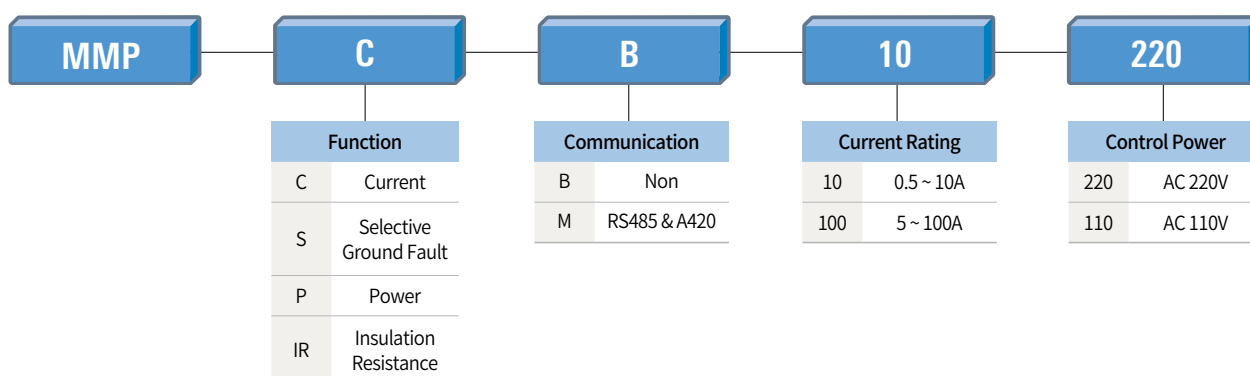 MMP C B 10 220
Function
C Current
S Selective
Ground Fault
P Power
IR Insulation
Resistance
Communication
B Non
M RS485 & A420
Current Rating
10 0.5 ~ 10A
100 5 ~ 100A
Control Power
220 AC 220V
110 AC 110V